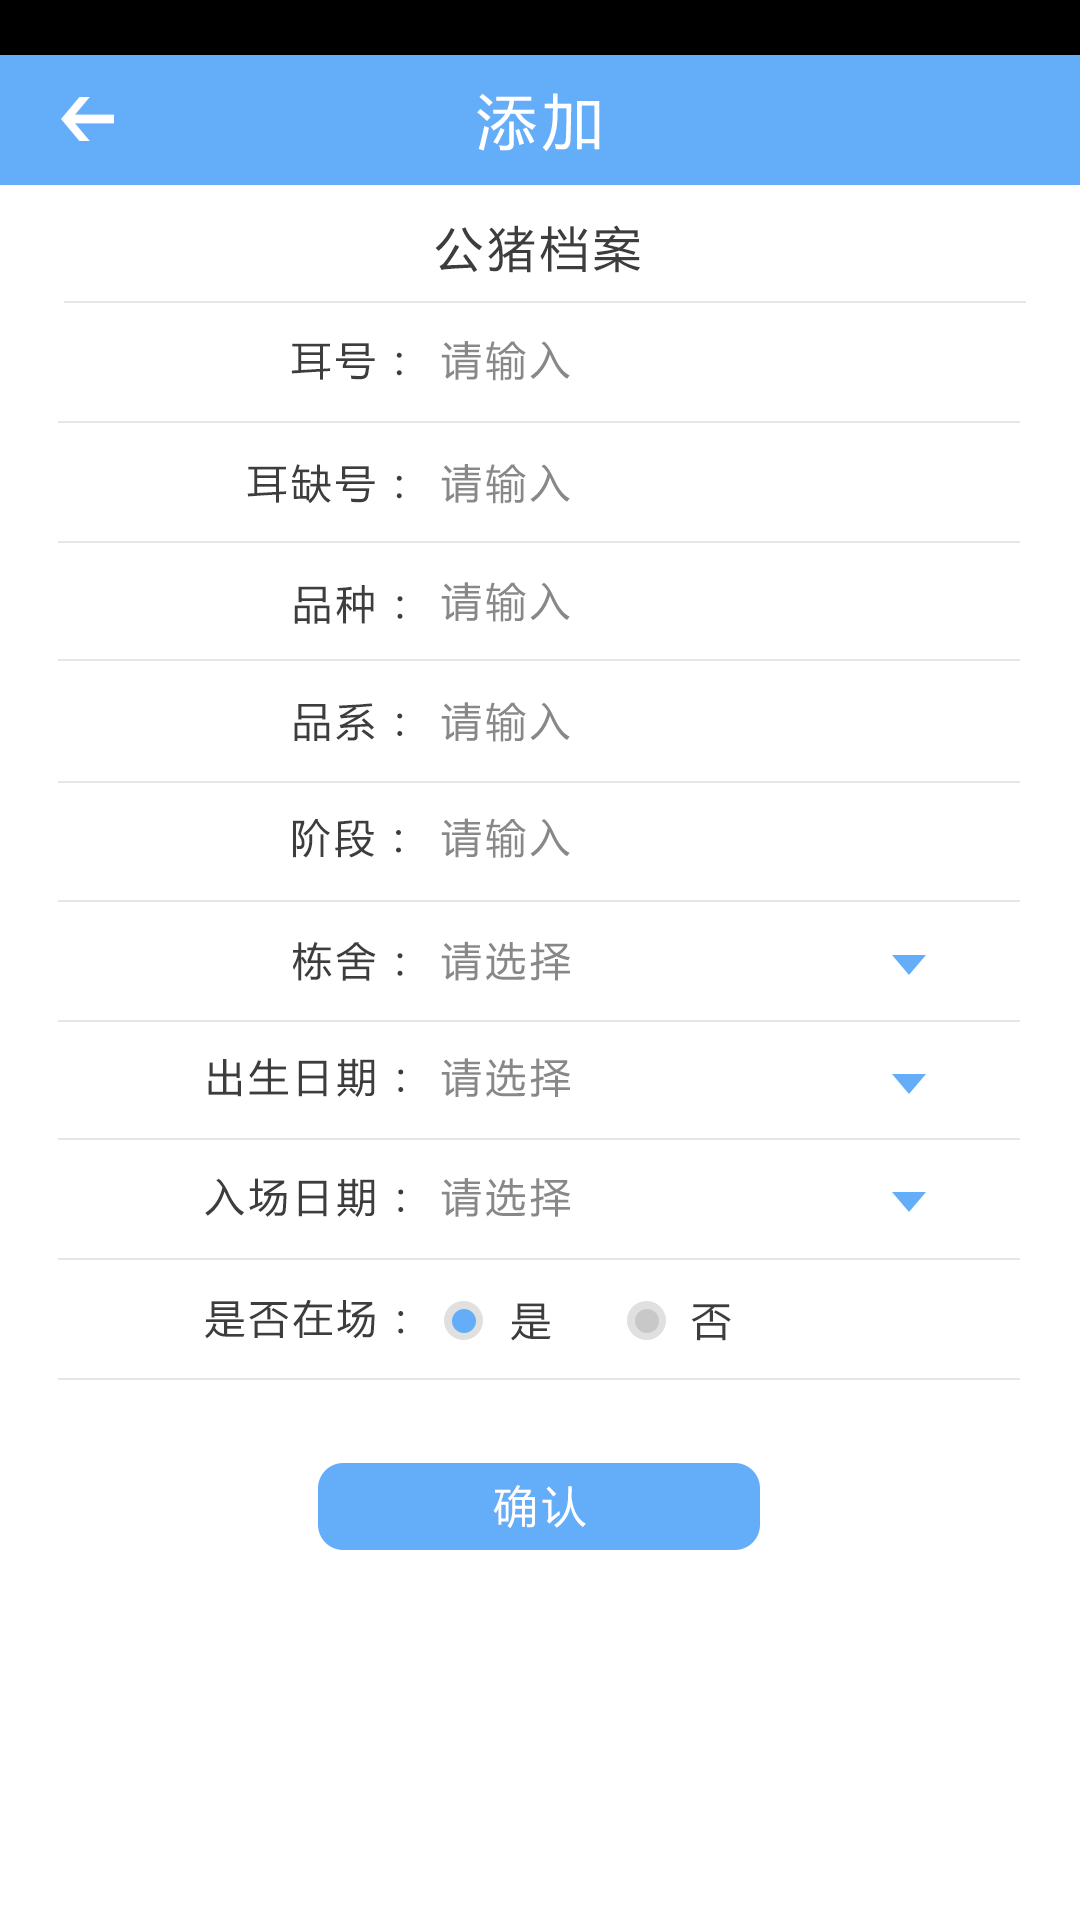 添加
公猪档案
耳号：请输入
耳缺号：请输入
品种：请输入
品系：请输入
阶段：请输入
栋舍：请选择
出生日期：请选择
入场日期：请选择
是否在场：是 否
确认